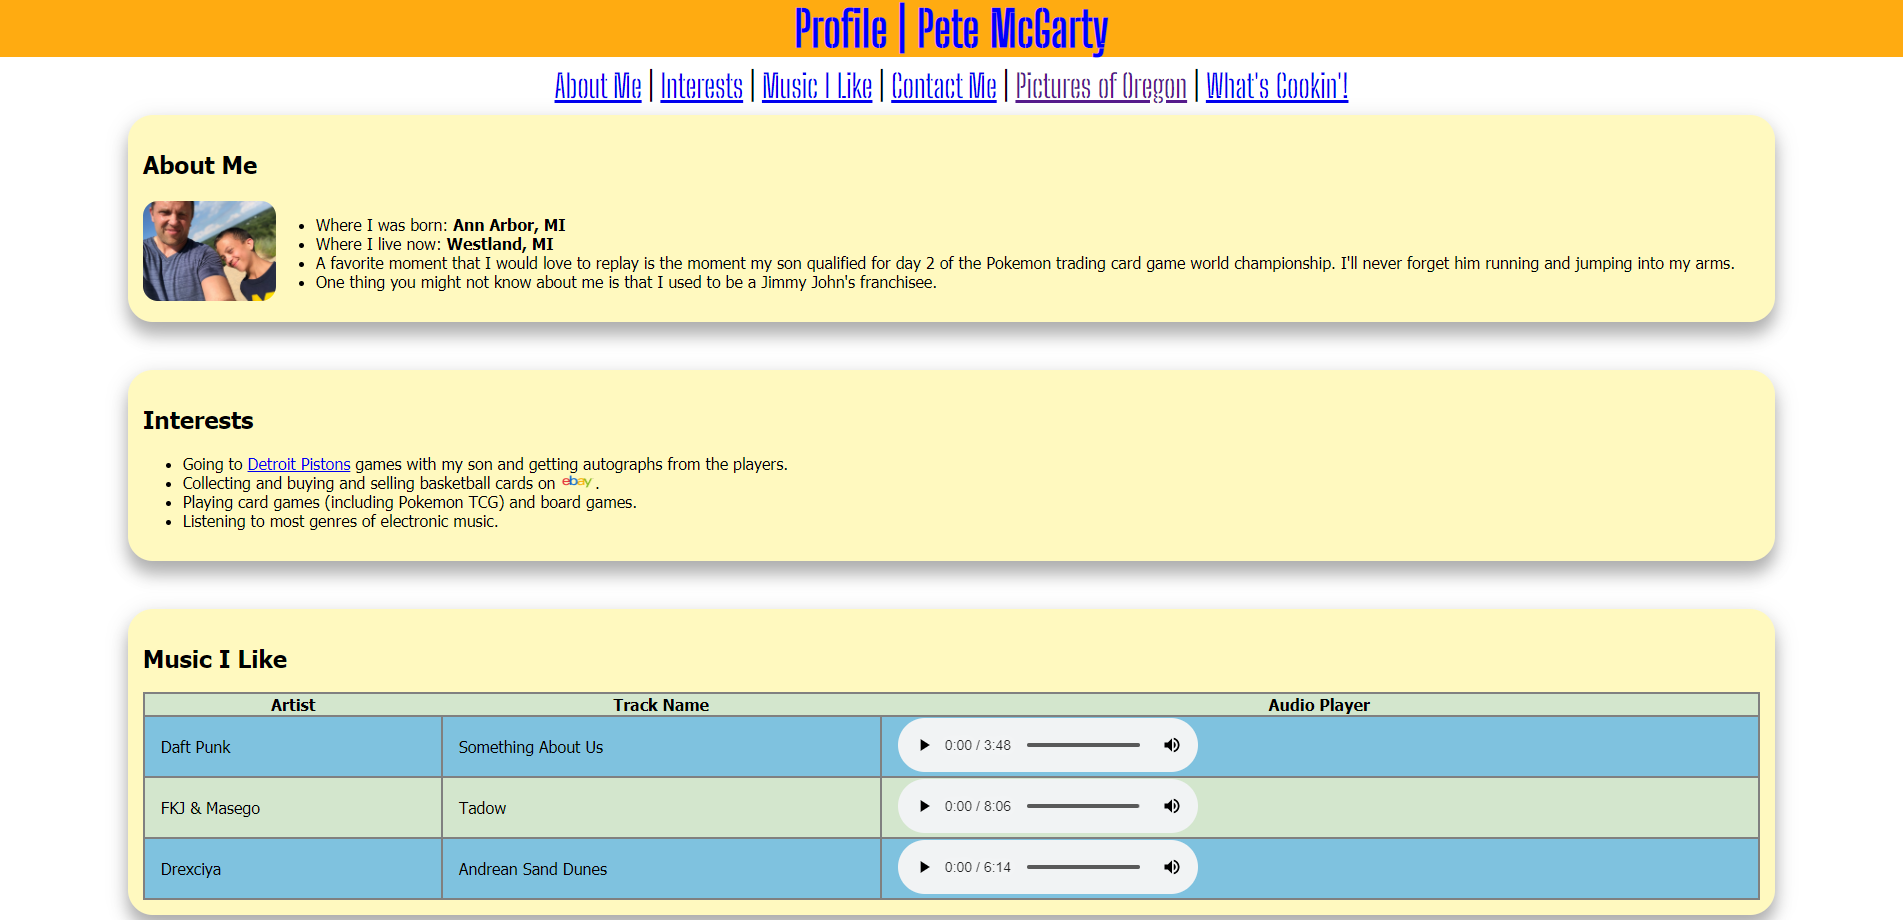 Profile | Pete McGarty
About Me | Interests | Music I Like | Contact Me | Pictures of Oregon | What's Cookin'!
About Me
Where I was born: Ann Arbor, MI
Where I live now: Westland, MI
A favorite moment that I would love to replay is the moment my son qualified for day 2 of the Pokemon trading card game world championship. I'll never forget him running and jumping into my arms.
One thing you might not know about me is that I used to be a Jimmy John's franchisee.
Interests
Going to Detroit Pistons games with my son and getting autographs from the players.
Collecting and buying and selling basketball cards on ebay.
Playing card games (including Pokemon TCG) and board games.
Listening to most genres of electronic music.
Music I Like
Artist Track Name Audio Player
Daft Punk Something About Us 0:00 / 3:48
FKJ & Masego Tadow 0:00 / 8:06
Drexciya Andrean Sand Dunes 0:00 / 6:14